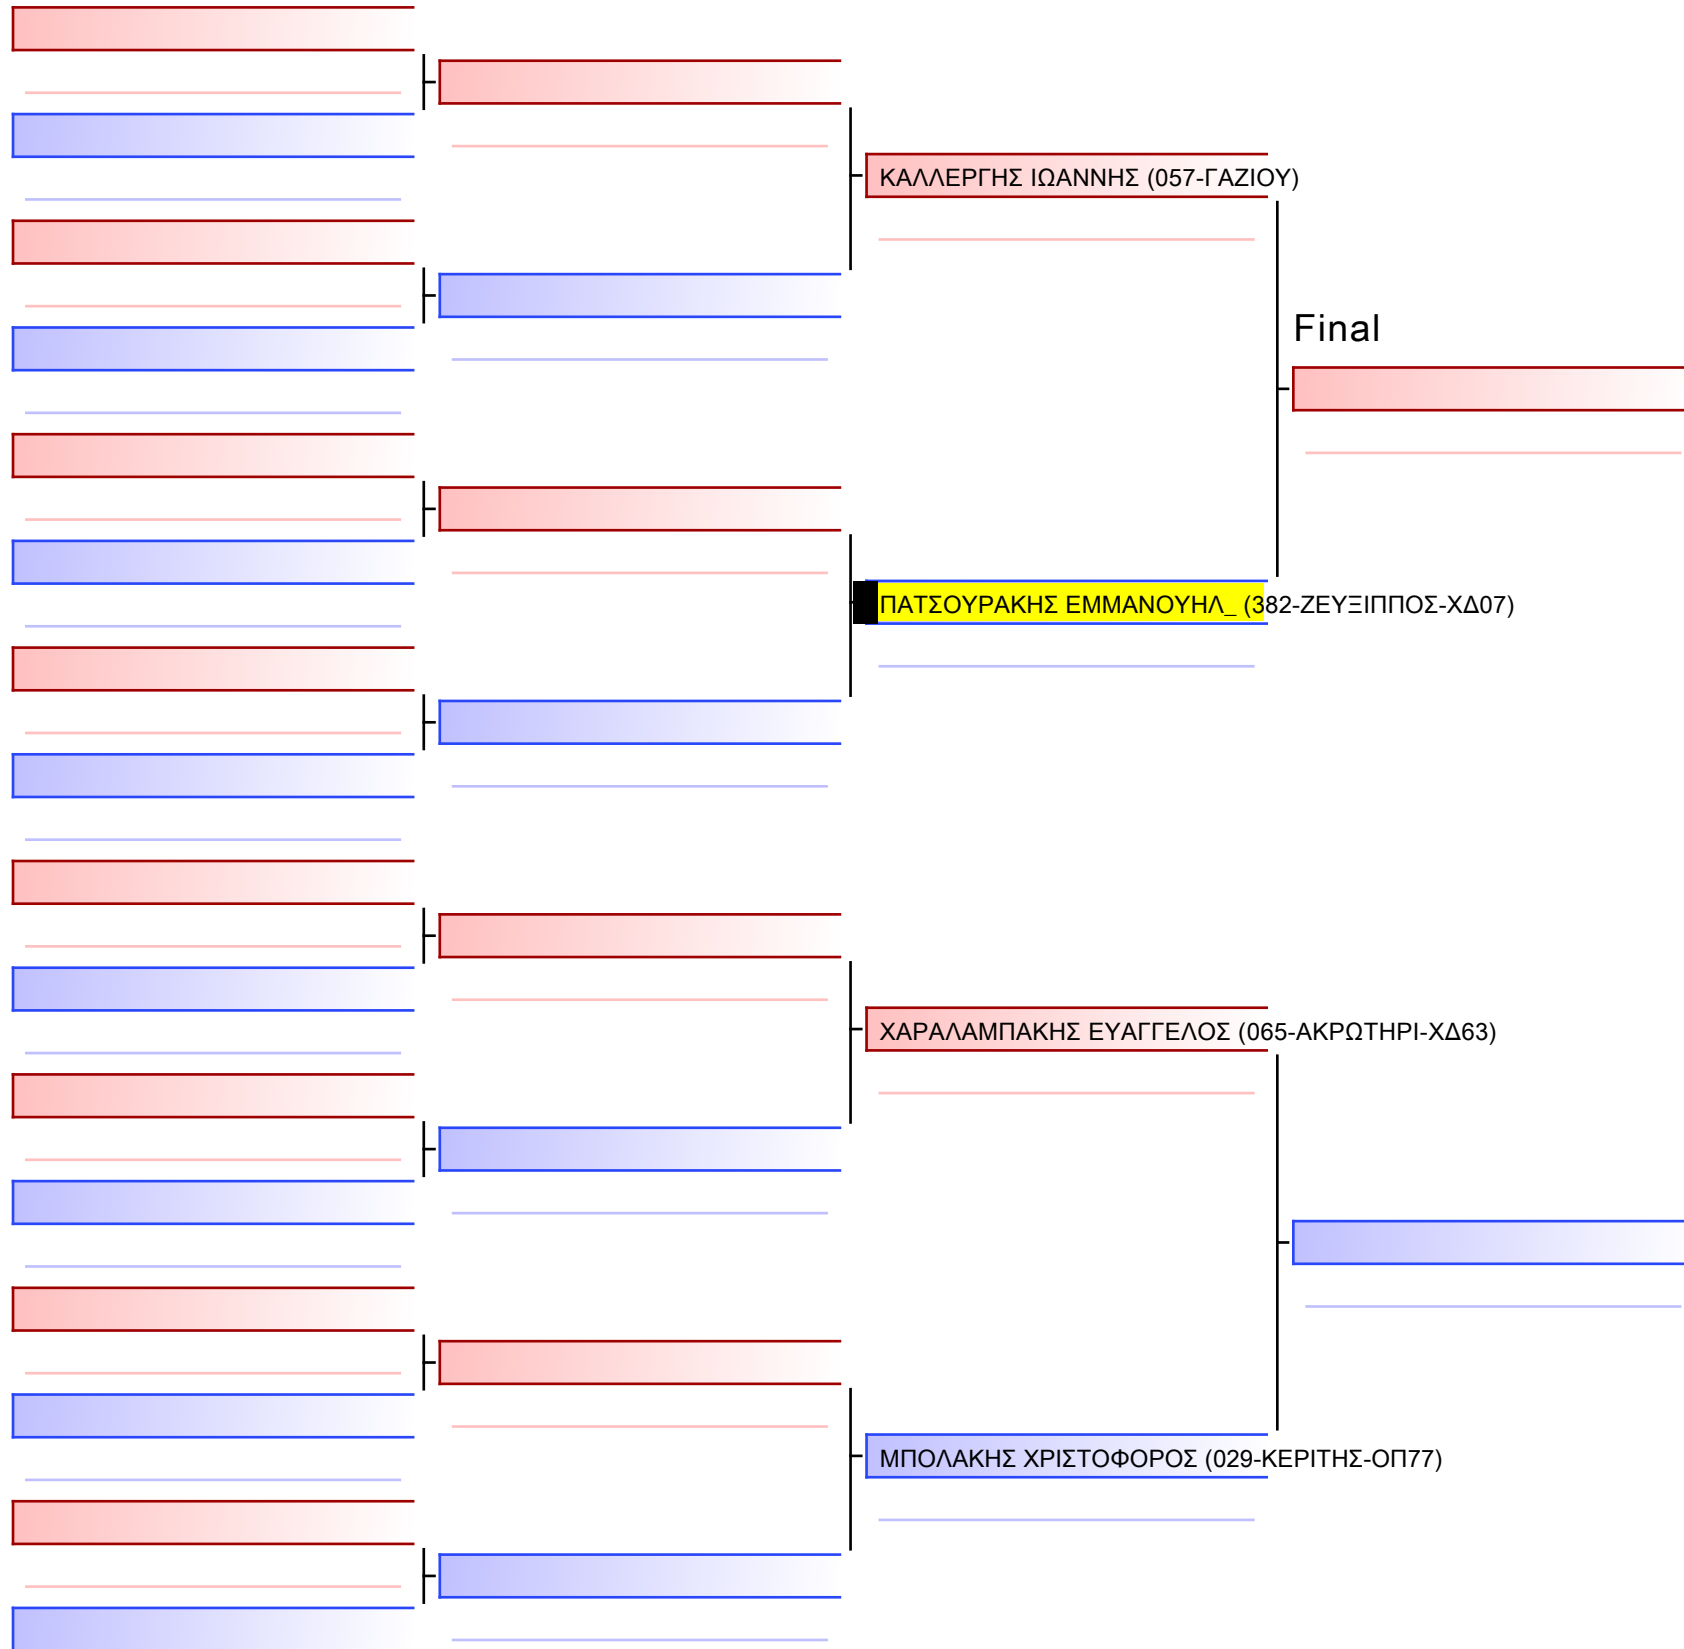 ΚΑΛΛΕΡΓΗΣ ΙΩΑΝΝΗΣ (057-ΓΑΖΙΟΥ)
Final
ΠΑΤΣΟΥΡΑΚΗΣ ΕΜΜΑΝΟΥΗΛ_ (382-ΖΕΥΞΙΠΠΟΣ-ΧΔ07)
ΧΑΡΑΛΑΜΠΑΚΗΣ ΕΥΑΓΓΕΛΟΣ (065-ΑΚΡΩΤΗΡΙ-ΧΔ63)
ΜΠΟΛΑΚΗΣ ΧΡΙΣΤΟΦΟΡΟΣ (029-ΚΕΡΙΤΗΣ-ΟΠ77)